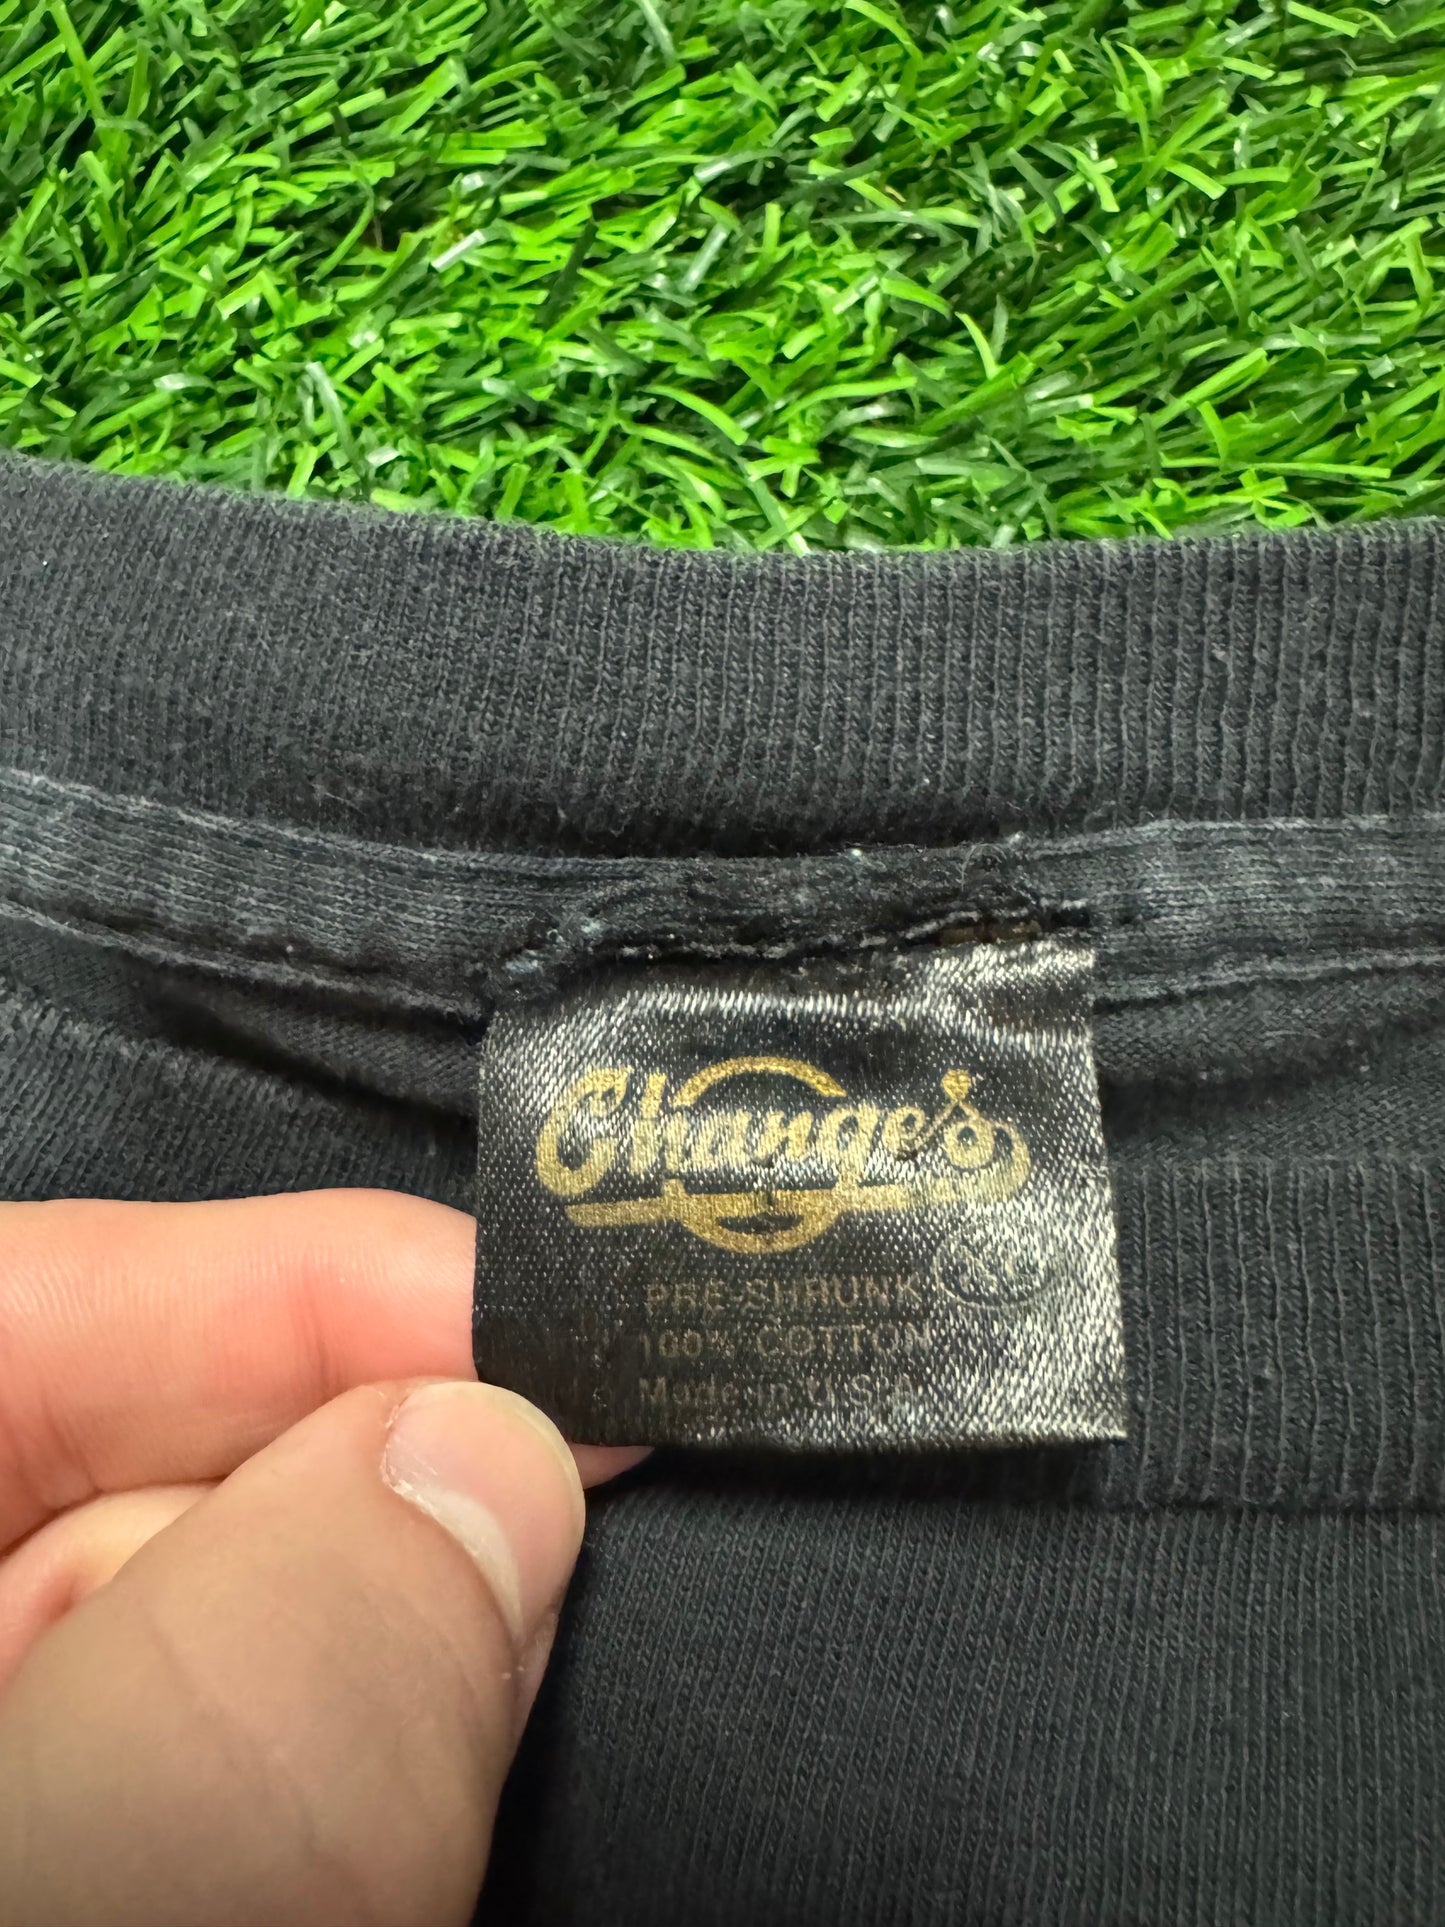 Changes
PRE-SHRUNK
100% COTTON
Made in U.S.A.